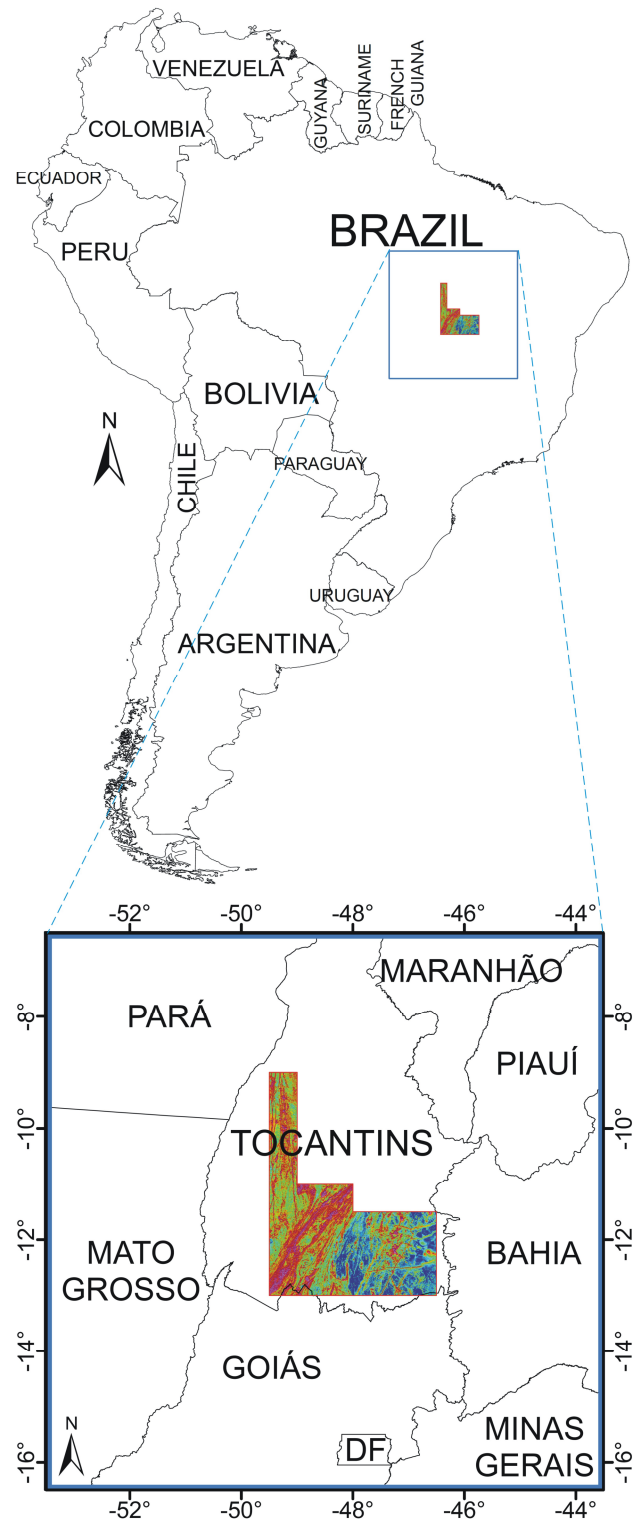 VENEZUELA
GUYANA
SURINAME
FRENCH
GUIANA
COLOMBIA
ECUADOR
PERU
BRAZIL
BOLIVIA
N
CHILE
PARAGUAY
URUGUAY
ARGENTINA
-52° -50° -48° -46° -44°
MARANHÃO
PARÁ
-8° -8°
PIAUÍ
-10° -10°
TOCANTINS
-12° -12°
MATO
GROSSO
BAHIA
-14° -14°
GOIÁS
N
DF
MINAS
GERAIS
-16° -16°
-52° -50° -48° -46° -44°